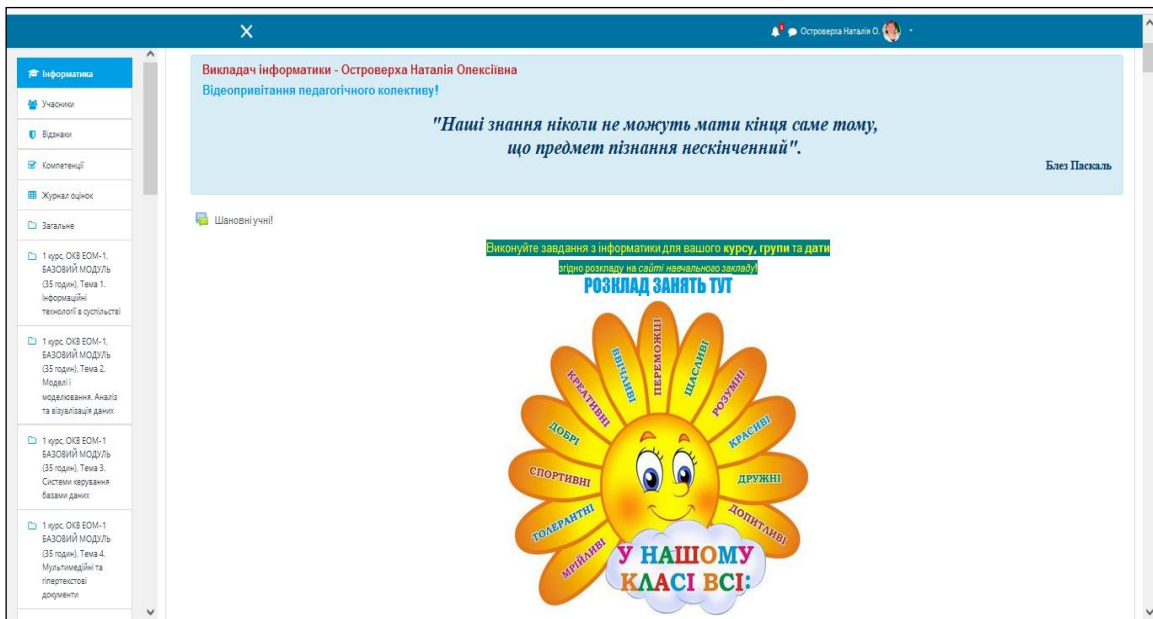 5
Островерха Наталія О.
Інформатика
Учасники
Відзнаки
Компетенції
Журнал оцінок
Загальне
1 курс, ОКВ ЕОМ-1,
БАЗОВИЙ МОДУЛЬ
(35 годин), Тема 1.
Інформаційні
технології в суспільстві
1 курс, ОКВ ЕОМ-1,
БАЗОВИЙ МОДУЛЬ
(35 годин), Тема 2.
Моделі і
моделювання. Аналіз
та візуалізація даних
1 курс, ОКВ ЕОМ-1
БАЗОВИЙ МОДУЛЬ
(35 годин), Тема 3.
Системи керування
базами даних
1 курс, ОКВ ЕОМ-1
БАЗОВИЙ МОДУЛЬ
(35 годин), Тема 4.
Мультимедійні та
гіпертекстові
документи
Викладач інформатики - Островерха Наталія Олексіївна
Відеопривітання педагогічного колективу!
"Наші знання ніколи не можуть мати кінця саме тому,
що предмет пізнання нескінченний".
Блез Паскаль
Шановні учні!
Виконуйте завдання з інформатики для вашого курсу, групи та дати
згідно розкладу на сайті навчального закладу!
РОЗКЛАД ЗАНЯТЬ ТУТ
МРІЙЛИВІ
ТОЛЕРАНТНІ
СПОРТИВНІ
ДОБРІ
КРЕАТИВНІ
ВВІЧЛИВІ
ПЕРЕМОЖЦІ
ЩАСЛИВІ
РОЗУМНІ
КРАСИВІ
ДРУЖНІ
ДОПИТЛИВІ
У НАШОМУ
КЛАСІ ВСІ: